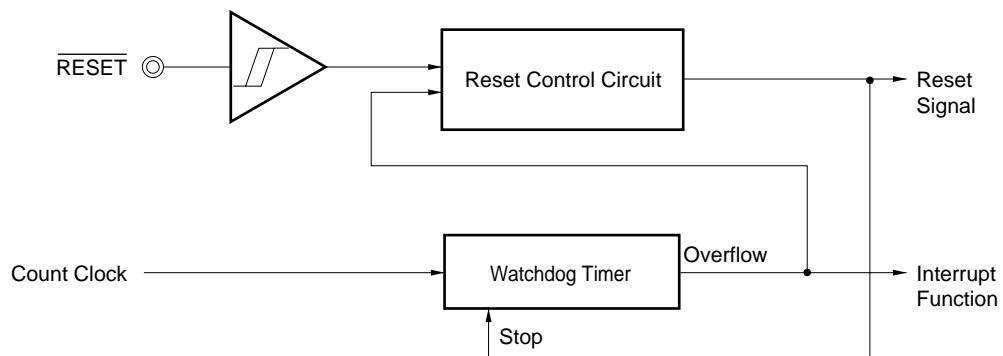 RESET
Reset Control Circuit
Reset
Signal
Count Clock
Watchdog Timer
Overflow
Interrupt
Function
Stop